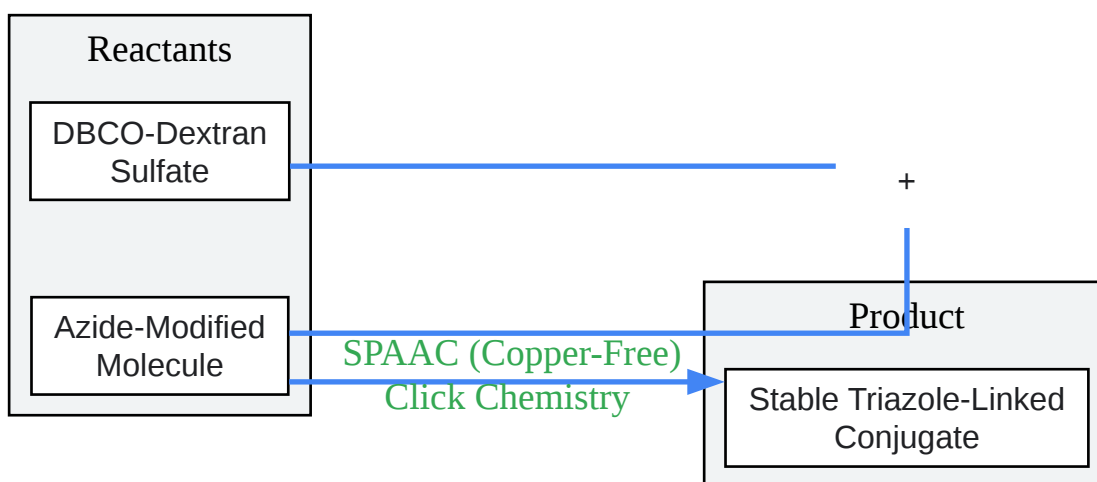 Reactants
DBCO-Dextran
Sulfate
+
Azide-Modified
Molecule
SPAAC (Copper-Free)
Click Chemistry
Product
Stable Triazole-Linked
Conjugate